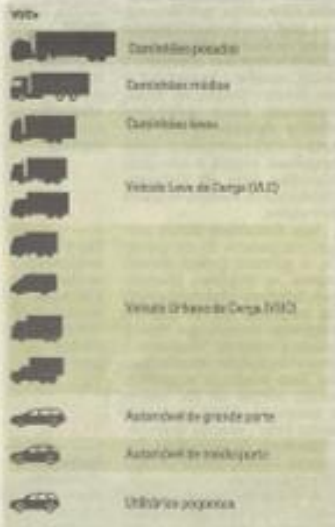 Caminhões pesados
Caminhões médios
Caminhões leves
Veículo Leve de Carga (VLC)
Veículo Urbano de Carga (VUC)
Automóvel de grande porte
Automóvel de médio porte
Utilitários pequenos